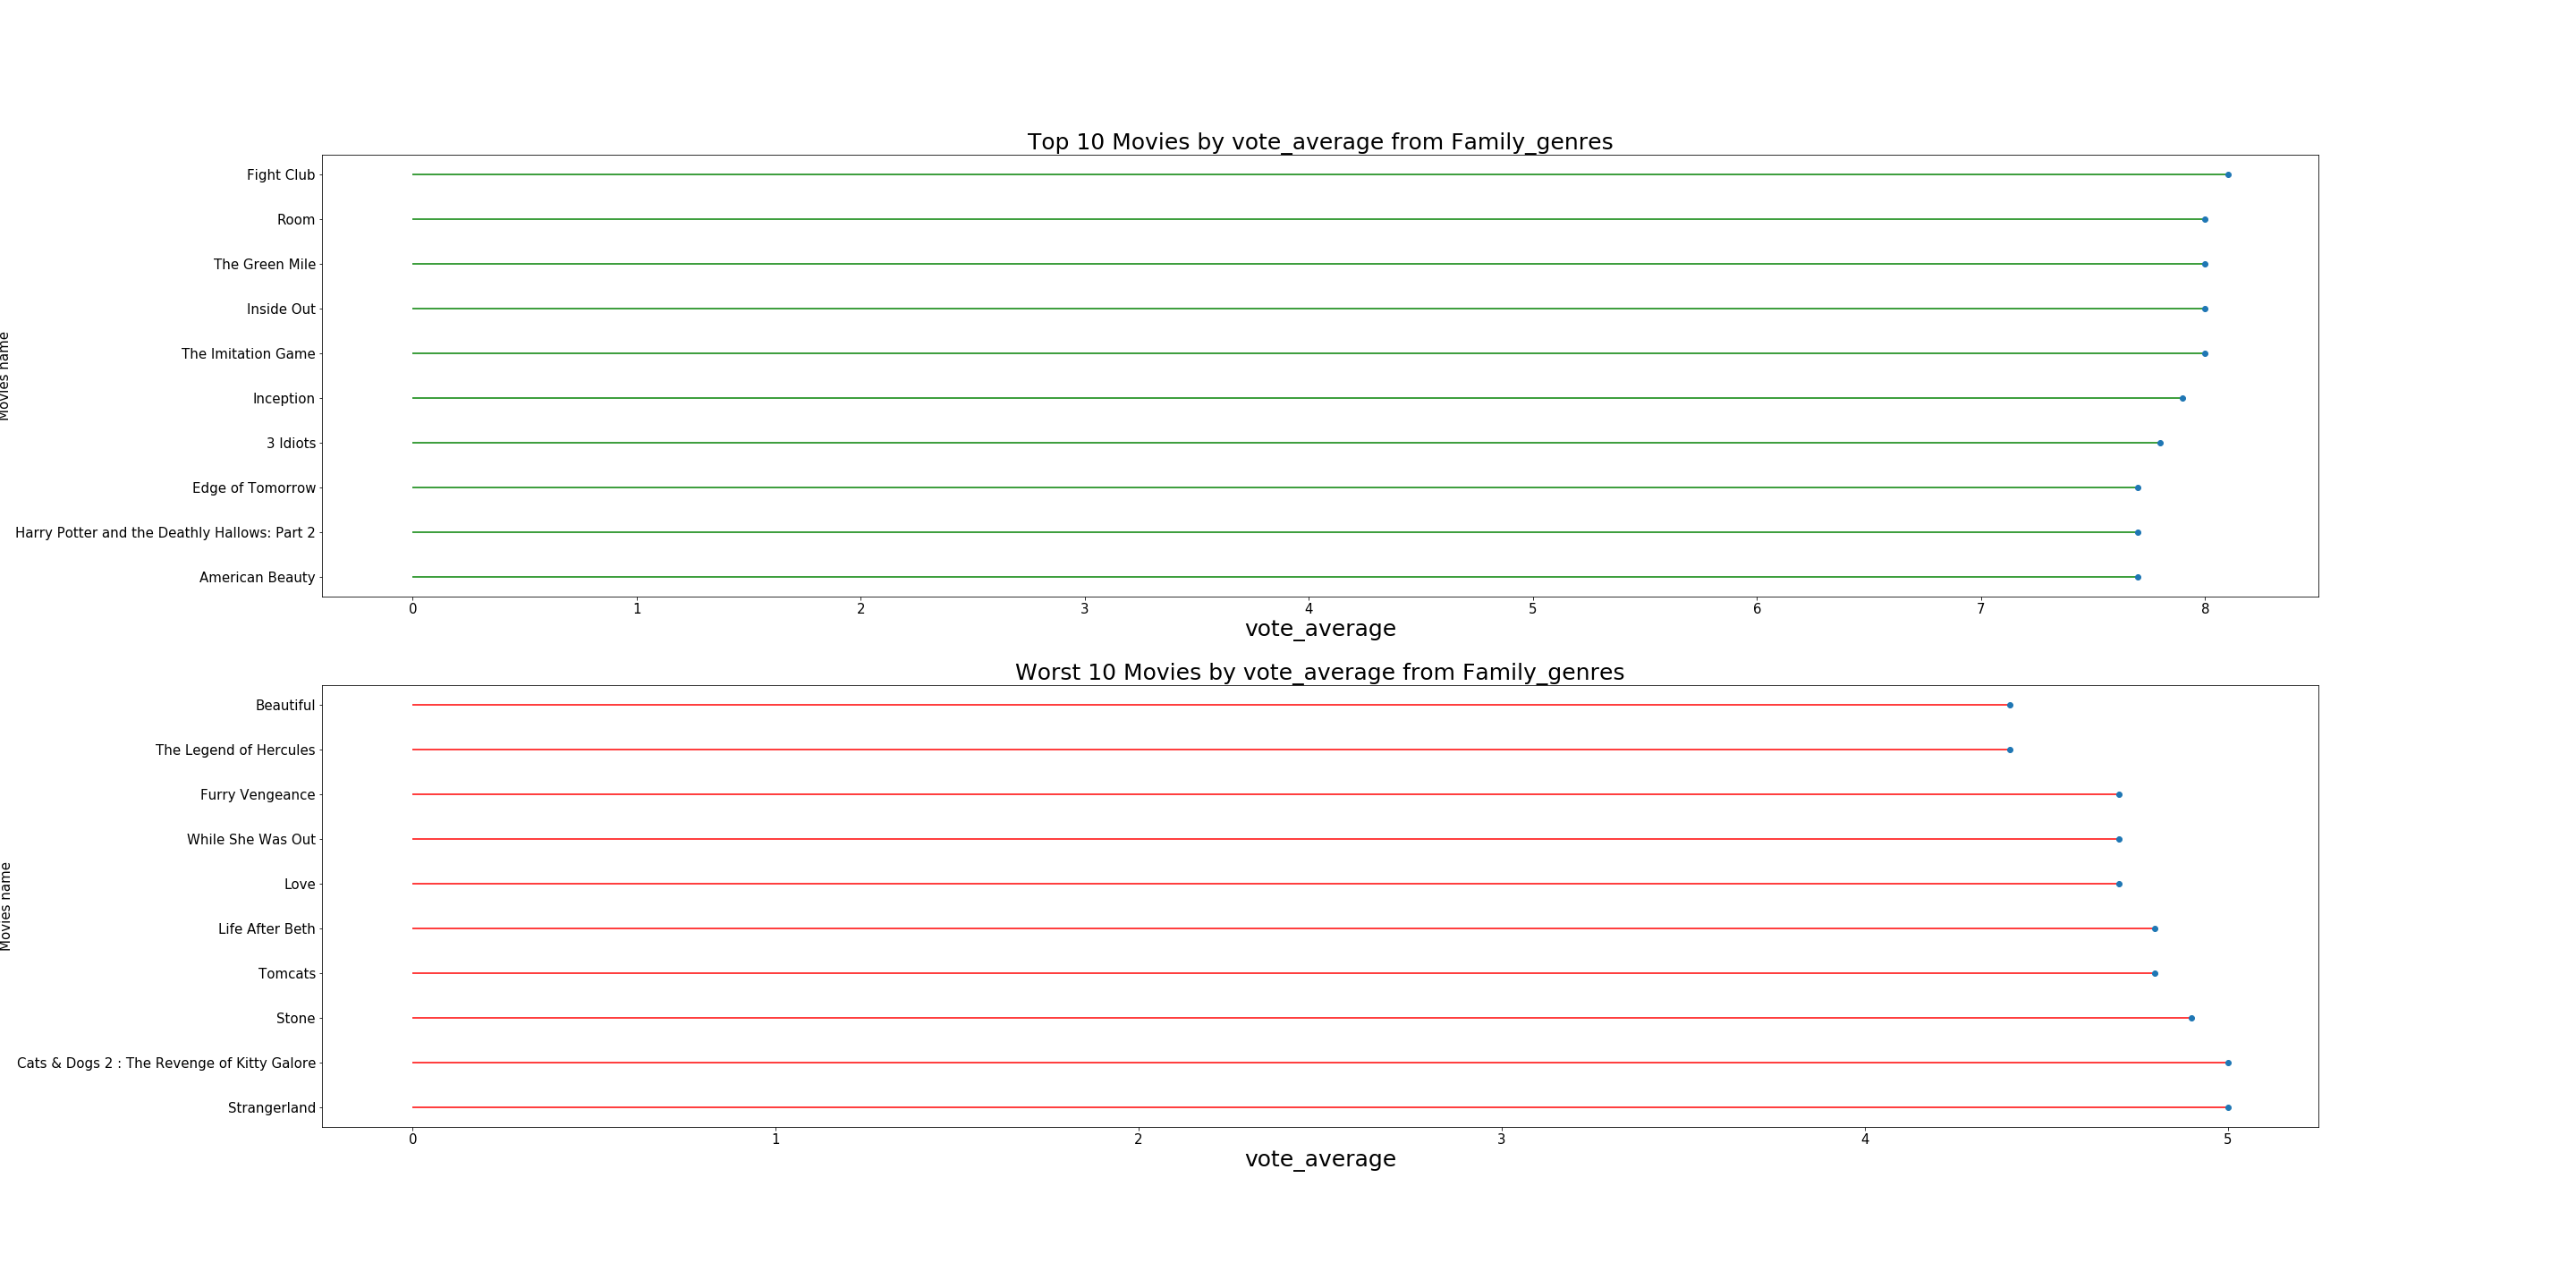 Top 10 Movies by vote_average from Family_genres
Movies name
Fight Club
Room
The Green Mile
Inside Out
The Imitation Game
Inception
3 Idiots
Edge of Tomorrow
Harry Potter and the Deathly Hallows: Part 2
American Beauty
0 1 2 3 4 5 6 7 8
vote_average
Worst 10 Movies by vote_average from Family_genres
Movies name
Beautiful
The Legend of Hercules
Furry Vengeance
While She Was Out
Love
Life After Beth
Tomcats
Stone
Cats & Dogs 2 : The Revenge of Kitty Galore
Strangerland
0 1 2 3 4 5
vote_average